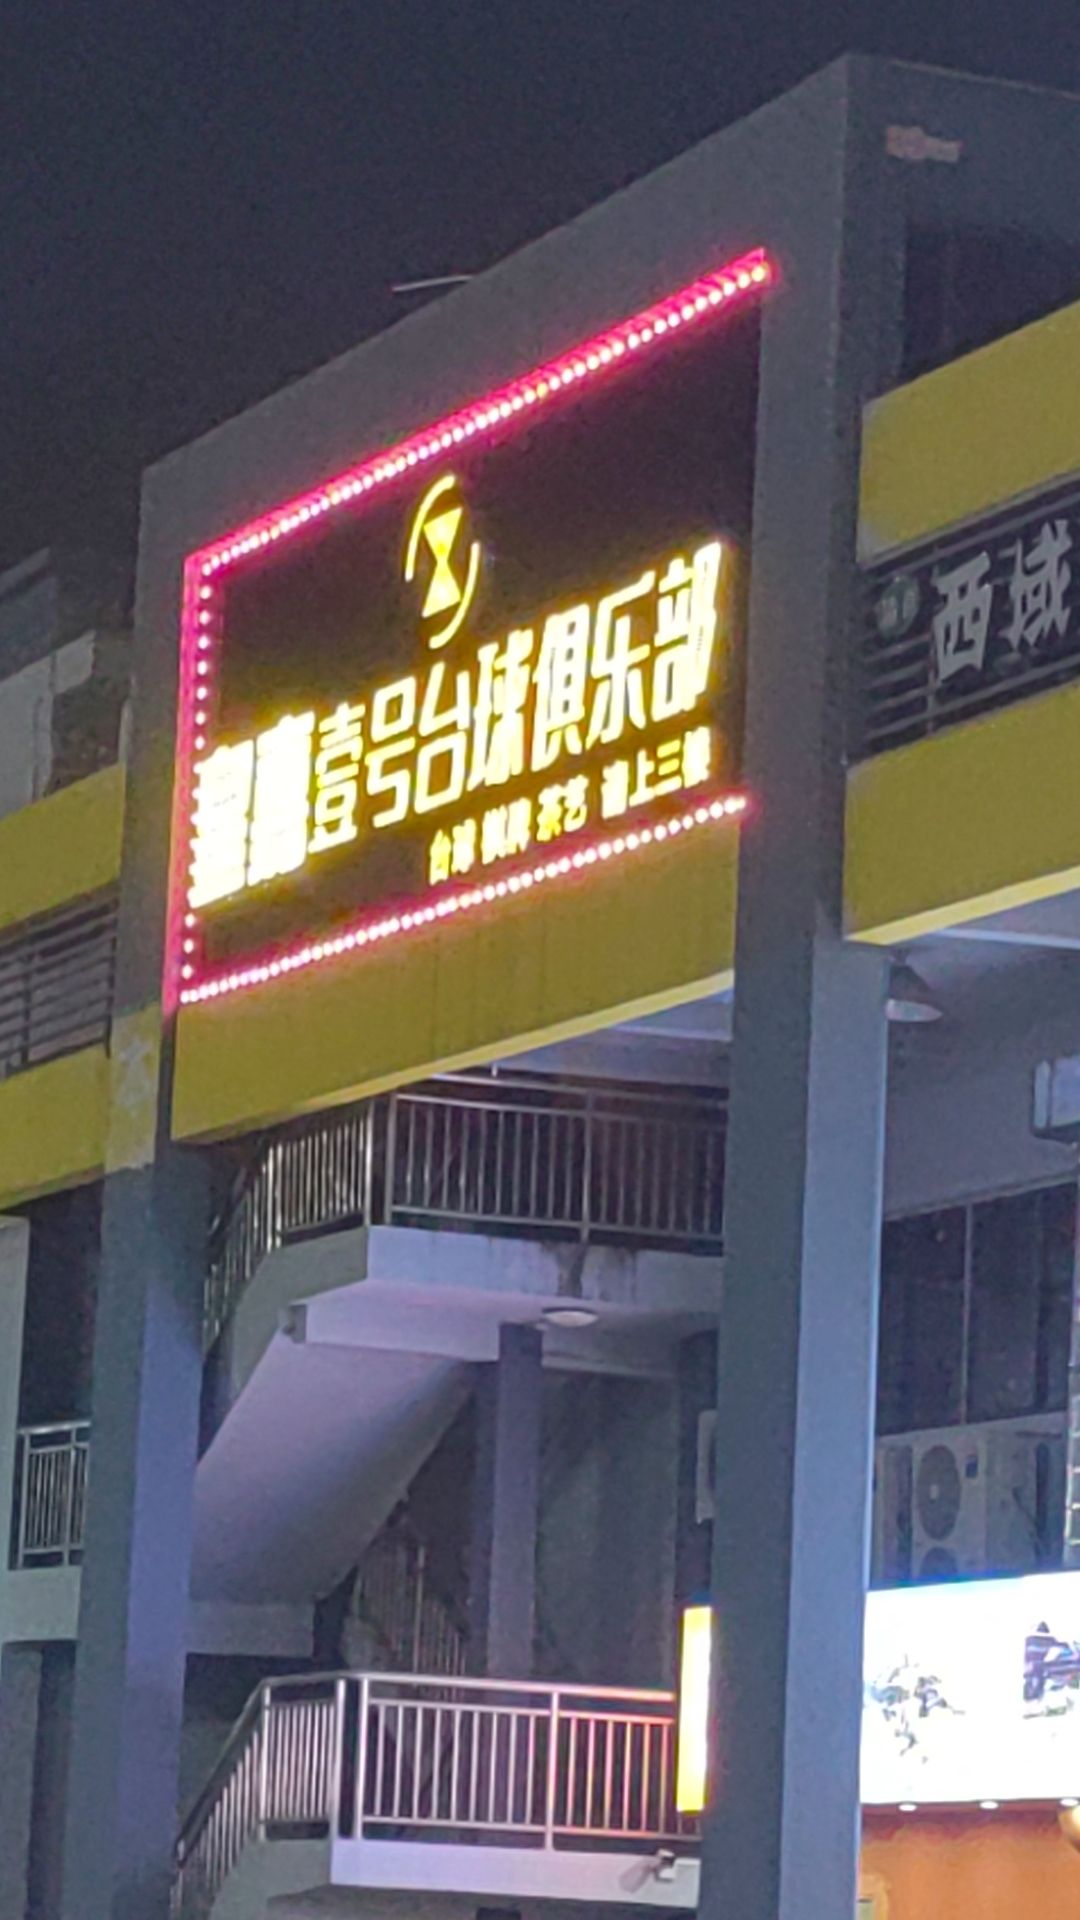 壹号台球俱乐部
台球 棋牌 茶艺 请上三楼
西域